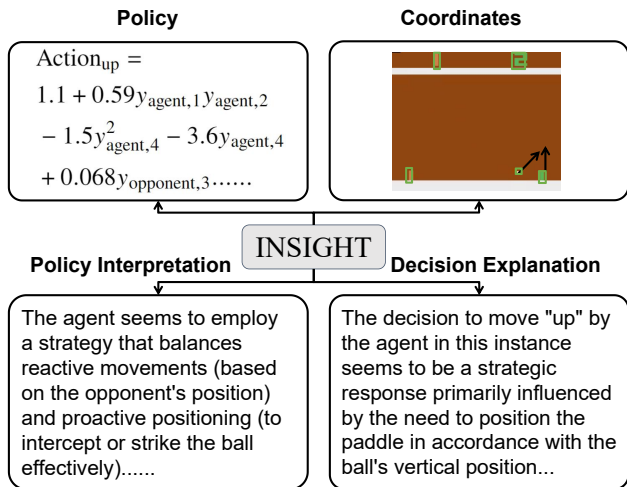 Policy
Coordinates
Action_up =
1.1 + 0.59y_agent,1 y_agent,2
− 1.5y²_agent,4 − 3.6y_agent,4
+ 0.068y_opponent,3 ......
INSIGHT
Policy Interpretation
Decision Explanation
The agent seems to employ
a strategy that balances
reactive movements (based
on the opponent's position)
and proactive positioning (to
intercept or strike the ball
effectively)......
The decision to move "up" by
the agent in this instance
seems to be a strategic
response primarily influenced
by the need to position the
paddle in accordance with the
ball's vertical position...